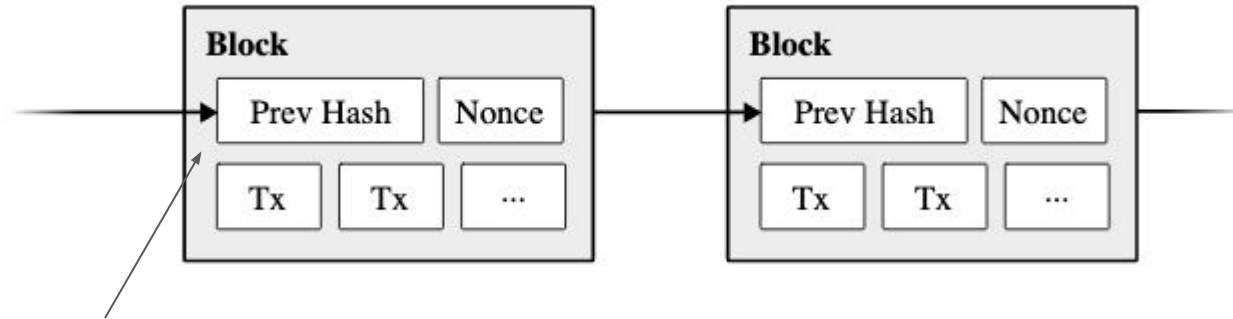 Block
Prev Hash Nonce
Tx Tx ...
Block
Prev Hash Nonce
Tx Tx ...